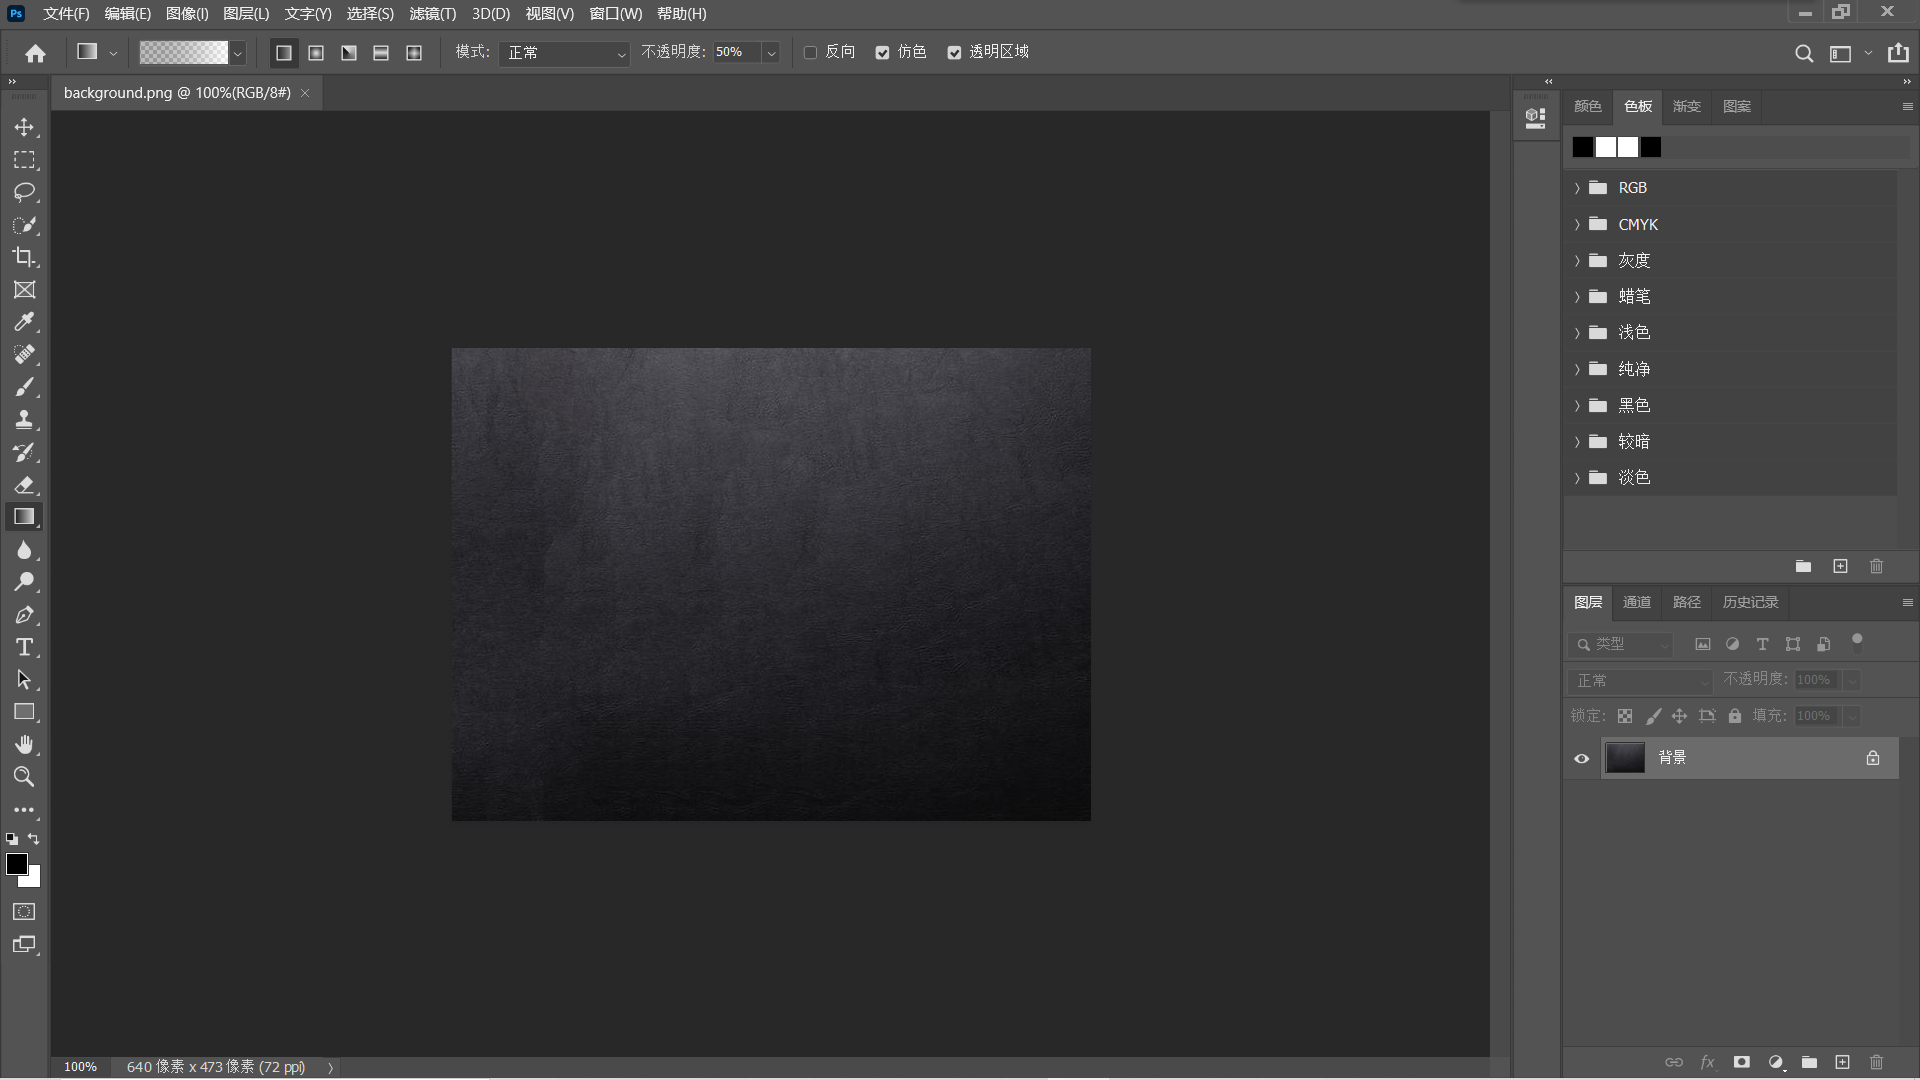 Ps 文件(F) 编辑(E) 图像(I) 图层(L) 文字(Y) 选择(S) 滤镜(T) 3D(D) 视图(V) 窗口(W) 帮助(H)
模式: 正常 不透明度: 50% 反向 仿色 透明区域
background.png @ 100%(RGB/8#)
颜色 色板 渐变 图案
RGB
CMYK
灰度
蜡笔
浅色
纯净
黑色
较暗
淡色
图层 通道 路径 历史记录
类型
正常 不透明度: 100%
锁定: 填充: 100%
背景
100% 640 像素 x 473 像素 (72 ppi)
fx